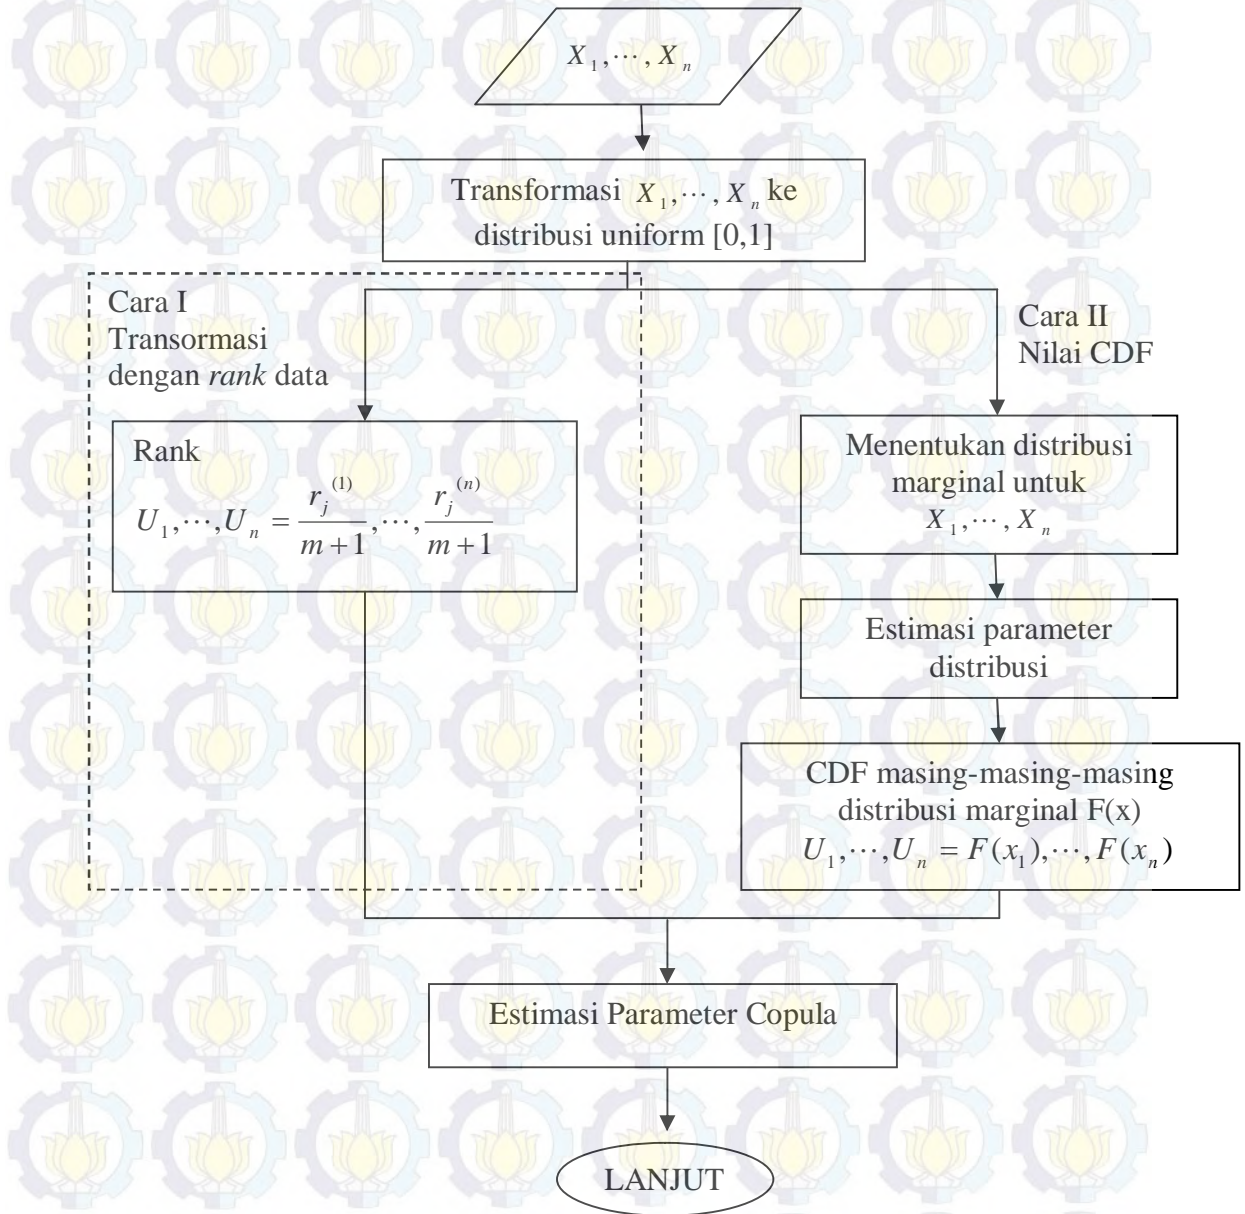 X₁,⋯,Xₙ
Transformasi X₁,⋯,Xₙ ke
distribusi uniform [0,1]
Cara I
Transormasi
dengan rank data
Rank
U₁,⋯,Uₙ = rⱼ⁽¹⁾/(m+1),⋯,rⱼ⁽ⁿ⁾/(m+1)
Cara II
Nilai CDF
Menentukan distribusi
marginal untuk
X₁,⋯,Xₙ
Estimasi parameter
distribusi
CDF masing-masing-masing
distribusi marginal F(x)
U₁,⋯,Uₙ = F(x₁),⋯,F(xₙ)
Estimasi Parameter Copula
LANJUT